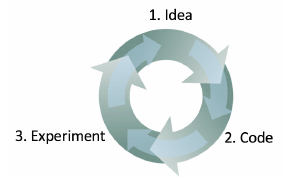 1. Idea
2. Code
3. Experiment